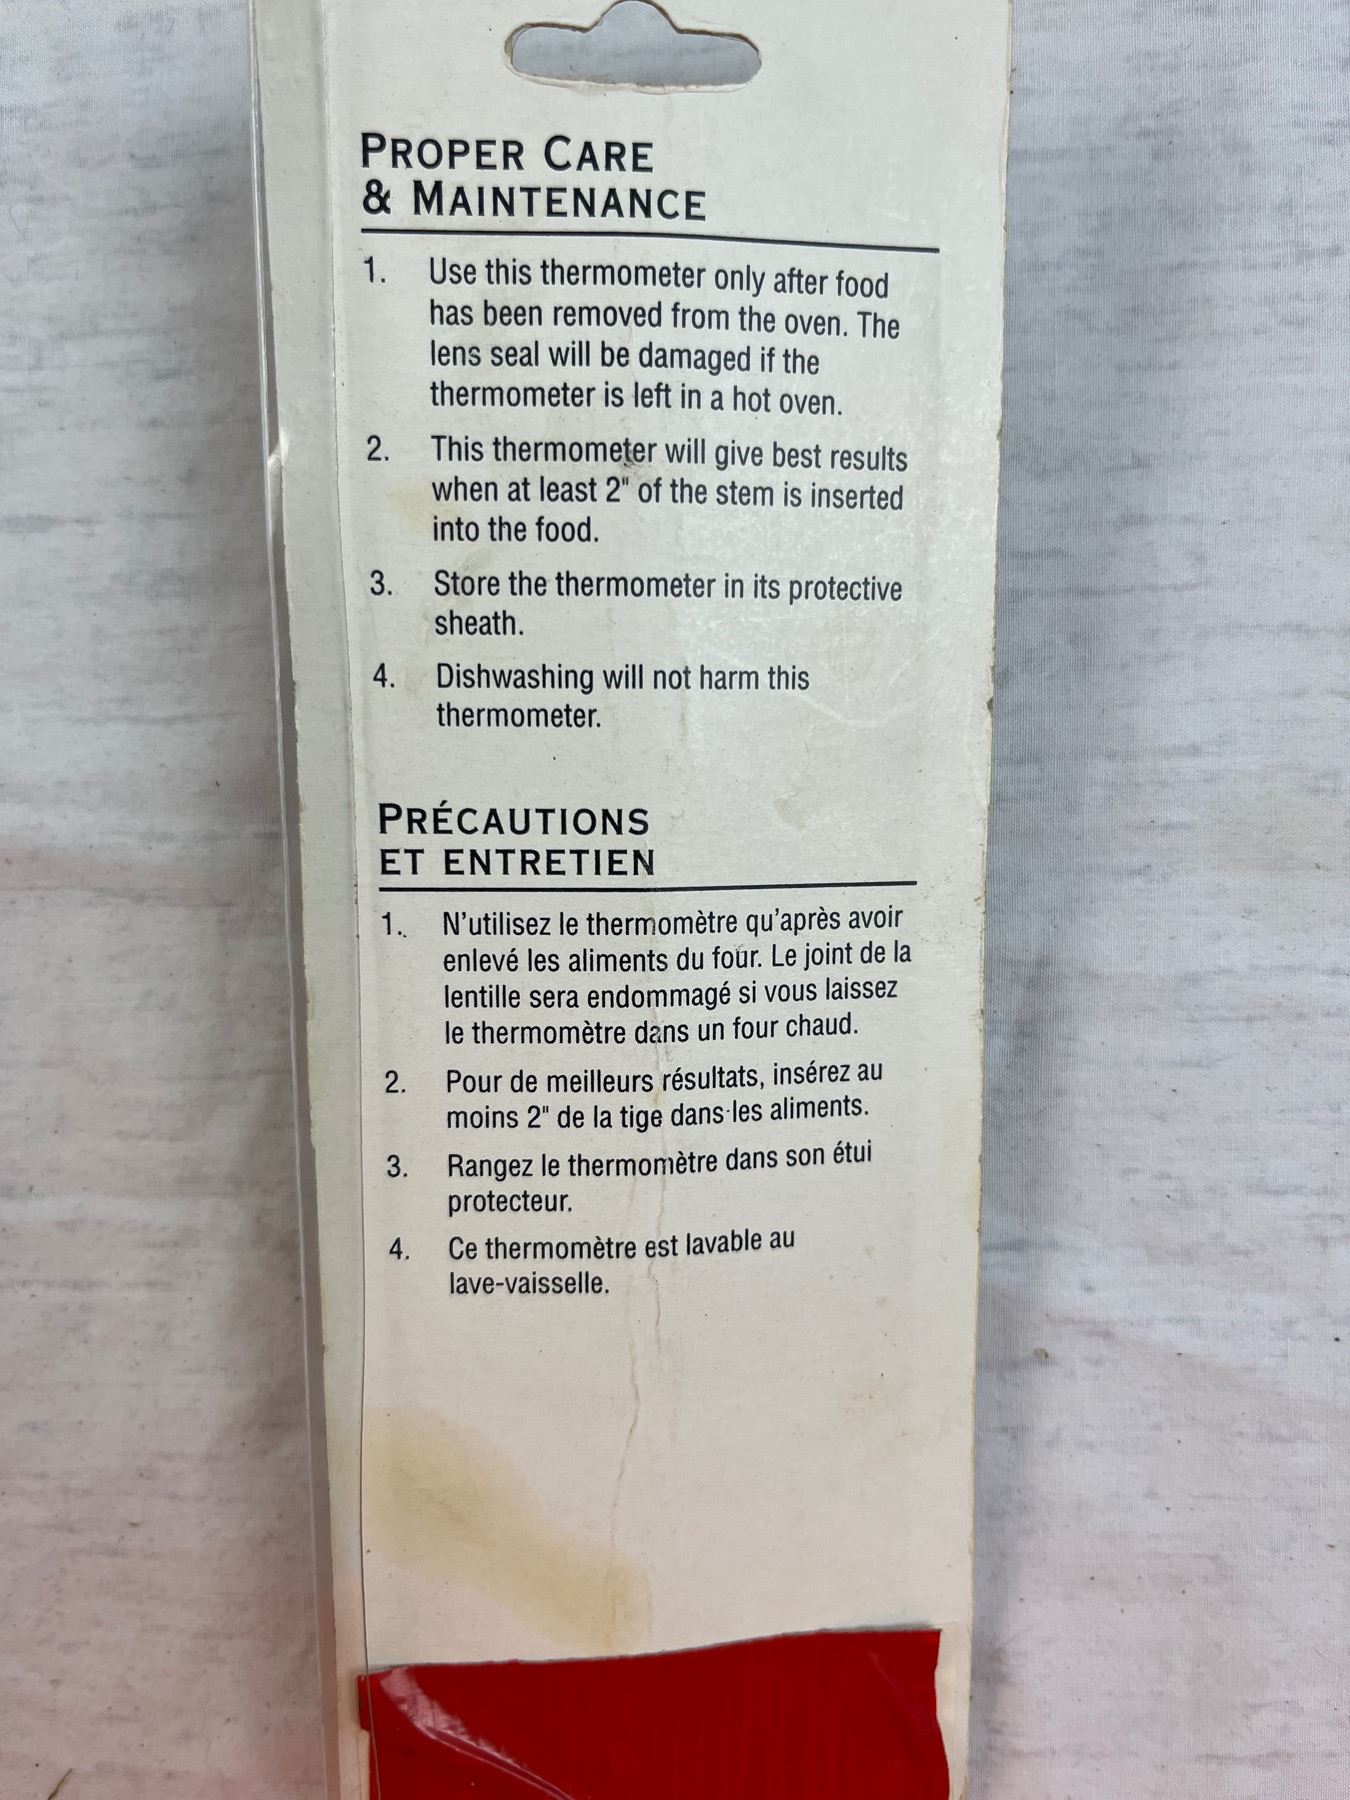 PROPER CARE
& MAINTENANCE
1. Use this thermometer only after food
has been removed from the oven. The
lens seal will be damaged if the
thermometer is left in a hot oven.
2. This thermometer will give best results
when at least 2" of the stem is inserted
into the food.
3. Store the thermometer in its protective
sheath.
4. Dishwashing will not harm this
thermometer.
PRÉCAUTIONS
ET ENTRETIEN
1. N'utilisez le thermomètre qu'après avoir
enlevé les aliments du four. Le joint de la
lentille sera endommagé si vous laissez
le thermomètre dans un four chaud.
2. Pour de meilleurs résultats, insérez au
moins 2" de la tige dans les aliments.
3. Rangez le thermomètre dans son étui
protecteur.
4. Ce thermomètre est lavable au
lave-vaisselle.